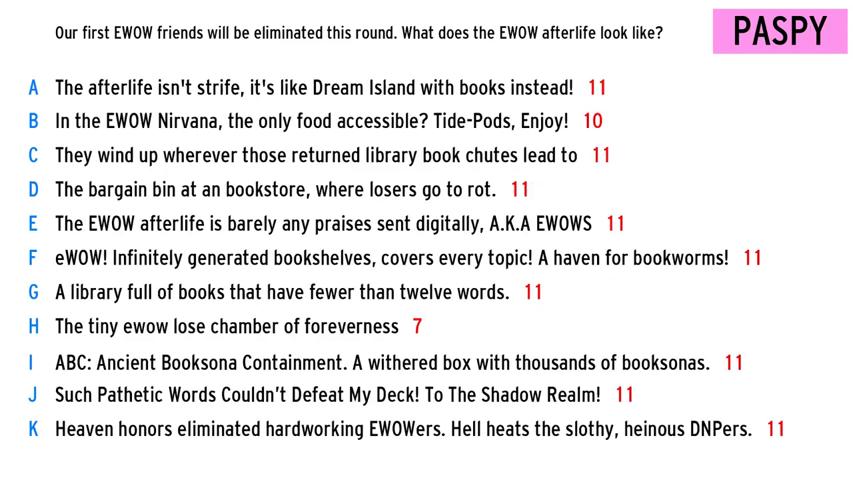 Our first EWOW friends will be eliminated this round. What does the EWOW afterlife look like?
PASPY
A The afterlife isn't strife, it's like Dream Island with books instead! 11
B In the EWOW Nirvana, the only food accessible? Tide-Pods, Enjoy! 10
C They wind up wherever those returned library book chutes lead to 11
D The bargain bin at an bookstore, where losers go to rot. 11
E The EWOW afterlife is barely any praises sent digitally, A.K.A EWOWS 11
F eWOW! Infinitely generated bookshelves, covers every topic! A haven for bookworms! 11
G A library full of books that have fewer than twelve words. 11
H The tiny ewow lose chamber of foreverness 7
I ABC: Ancient Booksona Containment. A withered box with thousands of booksonas. 11
J Such Pathetic Words Couldn't Defeat My Deck! To The Shadow Realm! 11
K Heaven honors eliminated hardworking EWOWers. Hell heats the slothy, heinous DNPers. 11